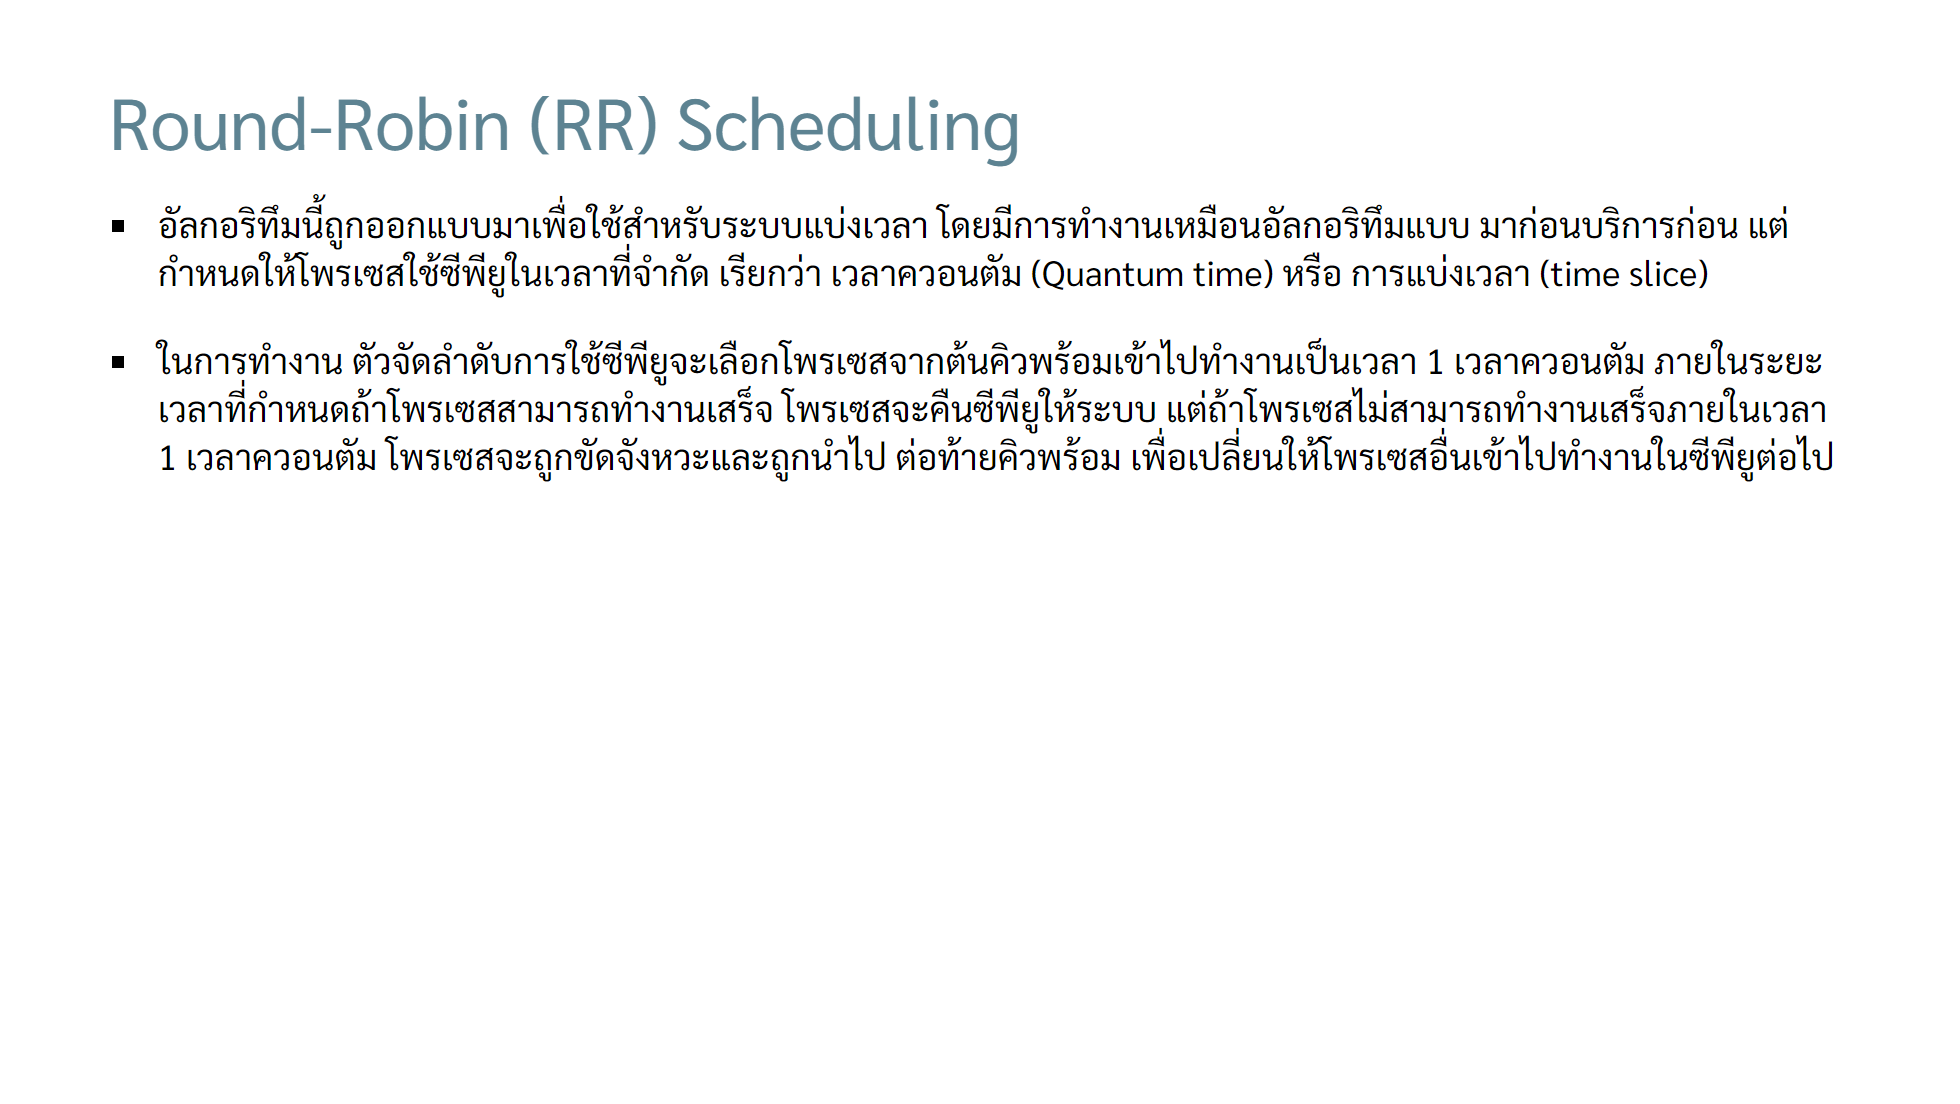 Round-Robin (RR) Scheduling
▪ อัลกอริทึมนี้ถูกออกแบบมาเพื่อใช้สำหรับระบบแบ่งเวลา โดยมีการทำงานเหมือนอัลกอริทึมแบบ มาก่อนบริการก่อน แต่
กำหนดให้โพรเซสใช้ซีพียูในเวลาที่จำกัด เรียกว่า เวลาควอนตัม (Quantum time) หรือ การแบ่งเวลา (time slice)
▪ ในการทำงาน ตัวจัดลำดับการใช้ซีพียูจะเลือกโพรเซสจากต้นคิวพร้อมเข้าไปทำงานเป็นเวลา 1 เวลาควอนตัม ภายในระยะ
เวลาที่กำหนดถ้าโพรเซสสามารถทำงานเสร็จ โพรเซสจะคืนซีพียูให้ระบบ แต่ถ้าโพรเซสไม่สามารถทำงานเสร็จภายในเวลา
1 เวลาควอนตัม โพรเซสจะถูกขัดจังหวะและถูกนำไป ต่อท้ายคิวพร้อม เพื่อเปลี่ยนให้โพรเซสอื่นเข้าไปทำงานในซีพียูต่อไป